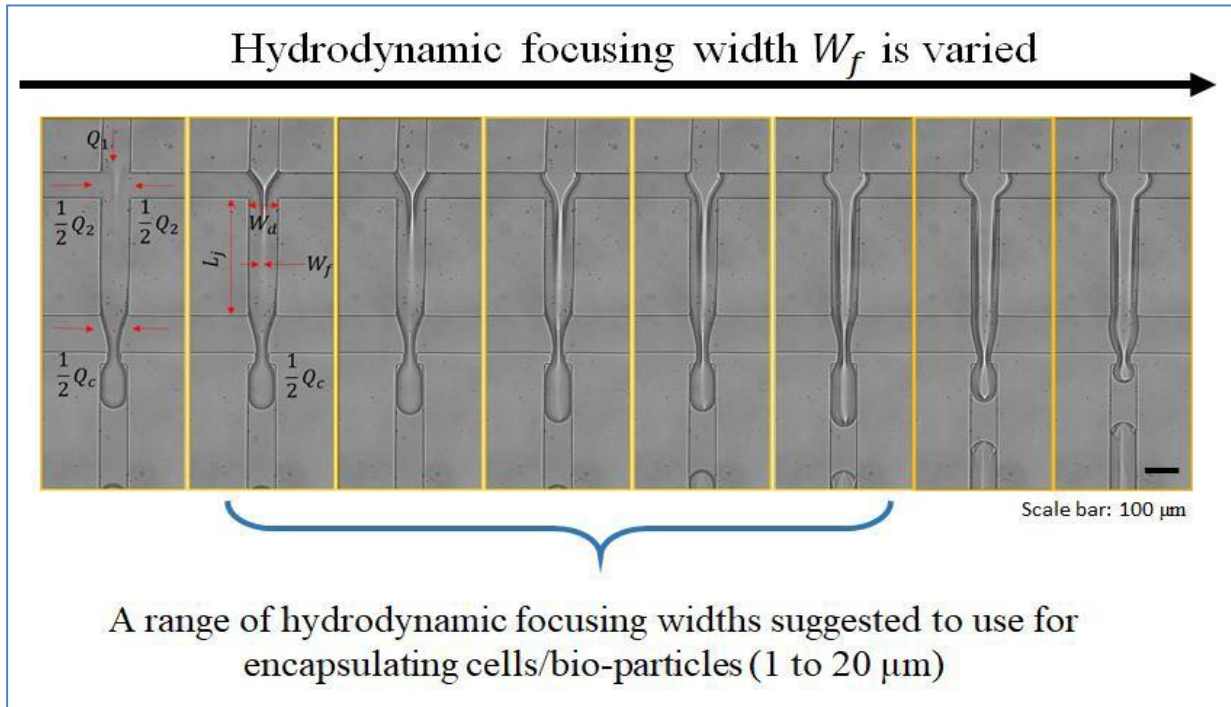 Hydrodynamic focusing width W_f is varied
Q_1
1/2 Q_2
1/2 Q_2
1/2 Q_c
W_d
L_j
W_f
1/2 Q_c
Scale bar: 100 μm
A range of hydrodynamic focusing widths suggested to use for
encapsulating cells/bio-particles (1 to 20 μm)